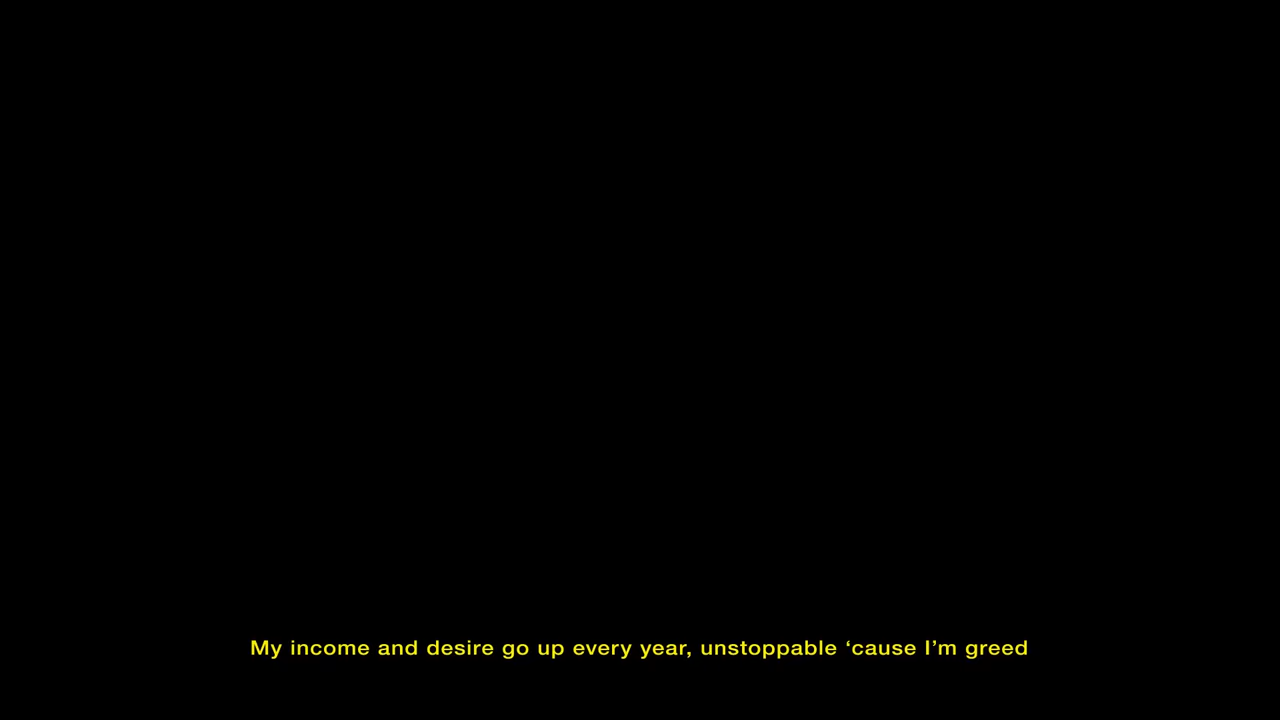 My income and desire go up every year, unstoppable ‘cause I’m greed